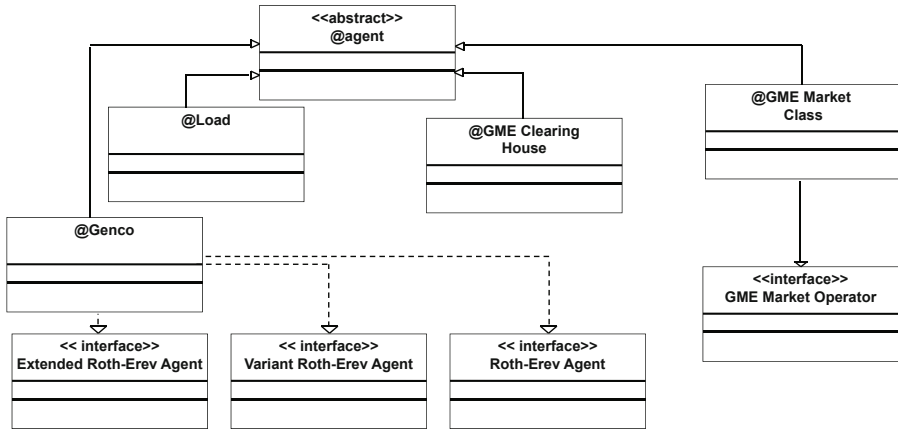 <<abstract>>
@agent
@Load
@GME Clearing
House
@GME Market
Class
@Genco
<<interface>>
GME Market Operator
<< interface>>
Extended Roth-Erev Agent
<< interface>>
Variant Roth-Erev Agent
<< interface>>
Roth-Erev Agent